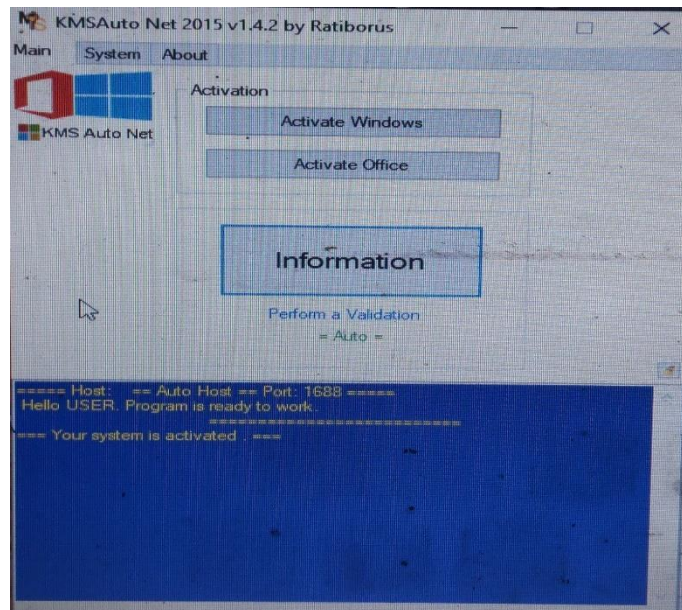 KMSAuto Net 2015 v1.4.2 by Ratiborus
Main System About
Activation
Activate Windows
KMS Auto Net
Activate Office
Information
Perform a Validation
= Auto =
===== Host: == Auto Host == Port: 1688 =====
Hello USER. Program is ready to work.
==========================
=== Your system is activated . ===